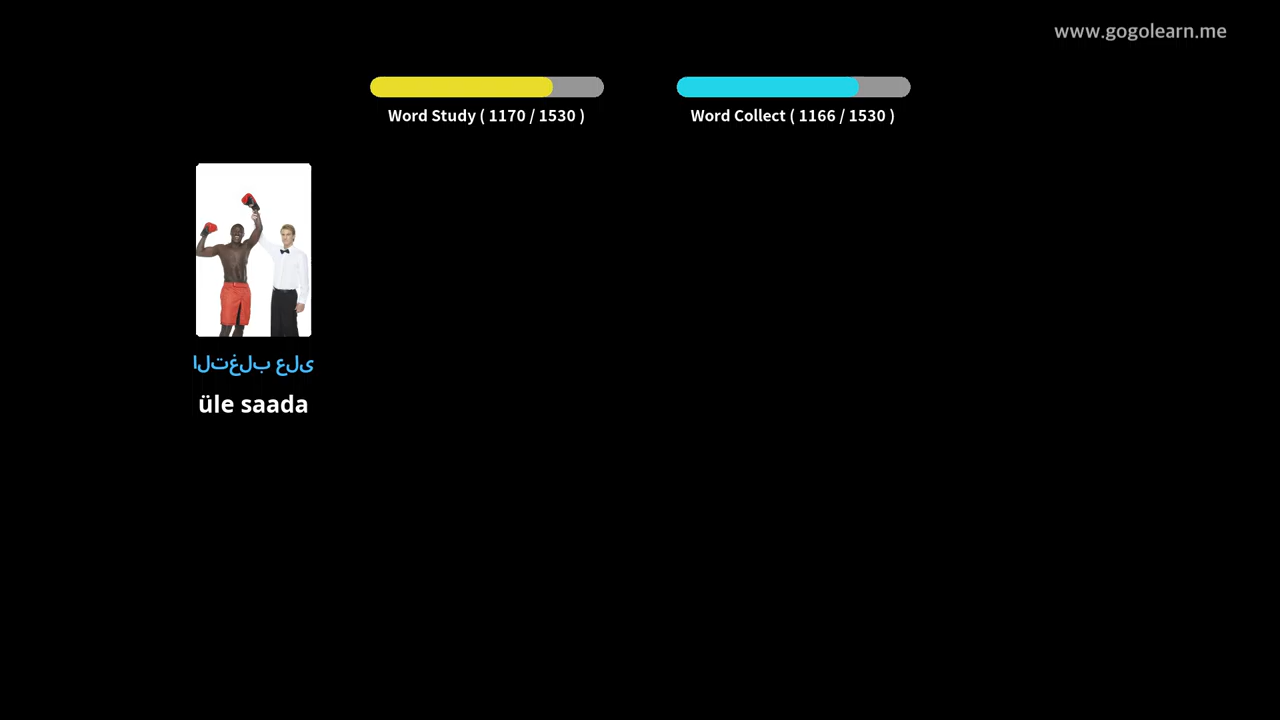 www.gogolearn.me
Word Study ( 1170 / 1530 )
Word Collect ( 1166 / 1530 )
التغلب على
üle saada